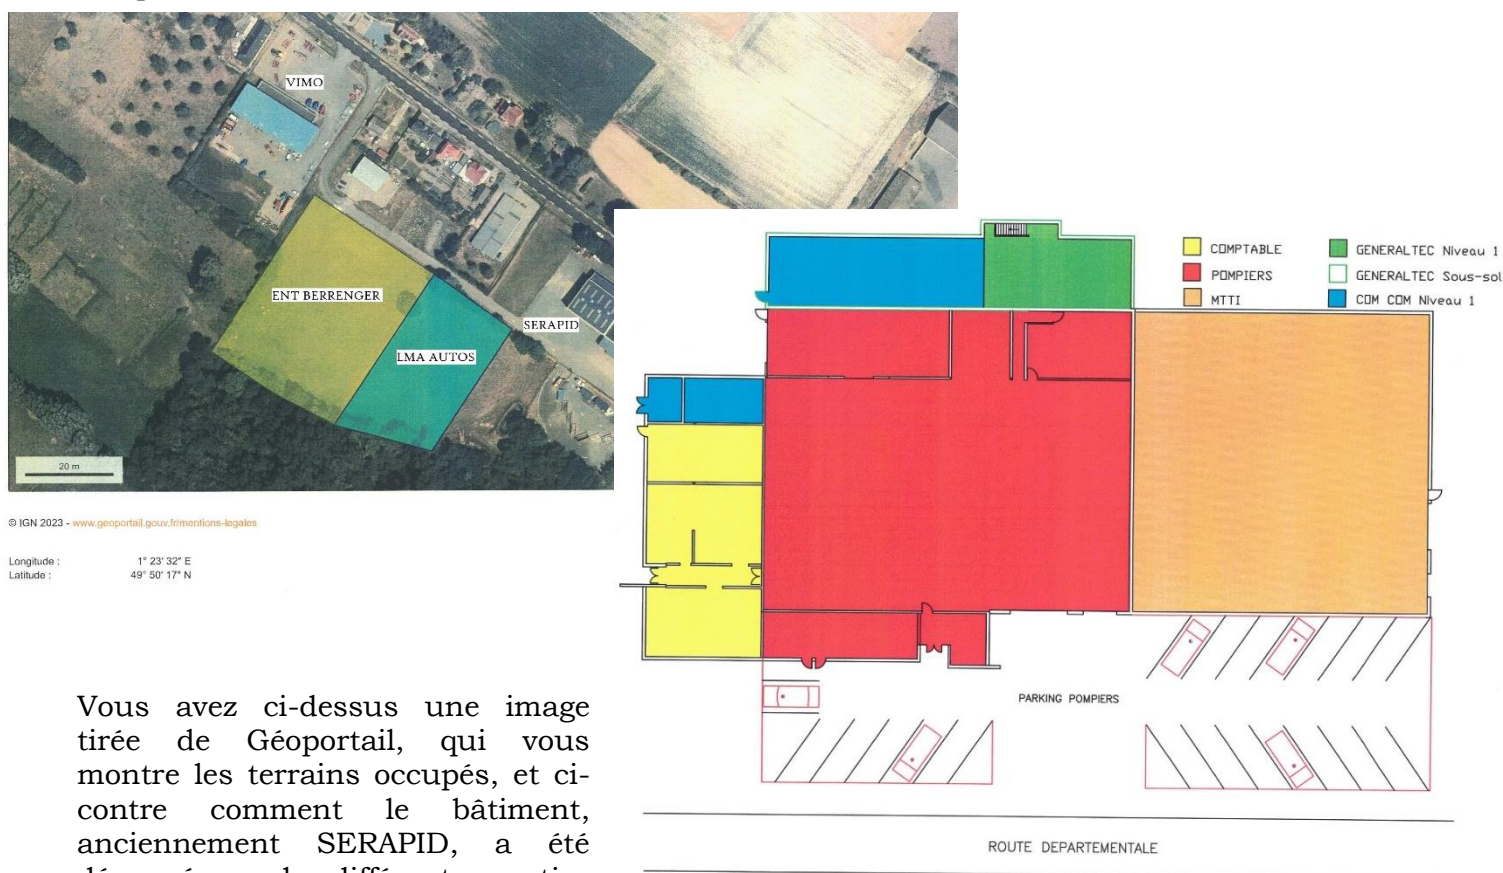 VIMO
ENT BERRENGER
LMA AUTOS
SERAPID
20 m
© IGN 2023 - www.geoportail.gouv.fr/mentions-legales
Longitude : 1° 23' 32" E
Latitude : 49° 50' 17" N
COMPTABLE
POMPIERS
MTTI
GENERALTEC Niveau 1
GENERALTEC Sous-sol
COM COM Niveau 1
PARKING POMPIERS
ROUTE DEPARTEMENTALE
Vous avez ci-dessus une image
tirée de Géoportail, qui vous
montre les terrains occupés, et ci-
contre comment le bâtiment,
anciennement SERAPID, a été